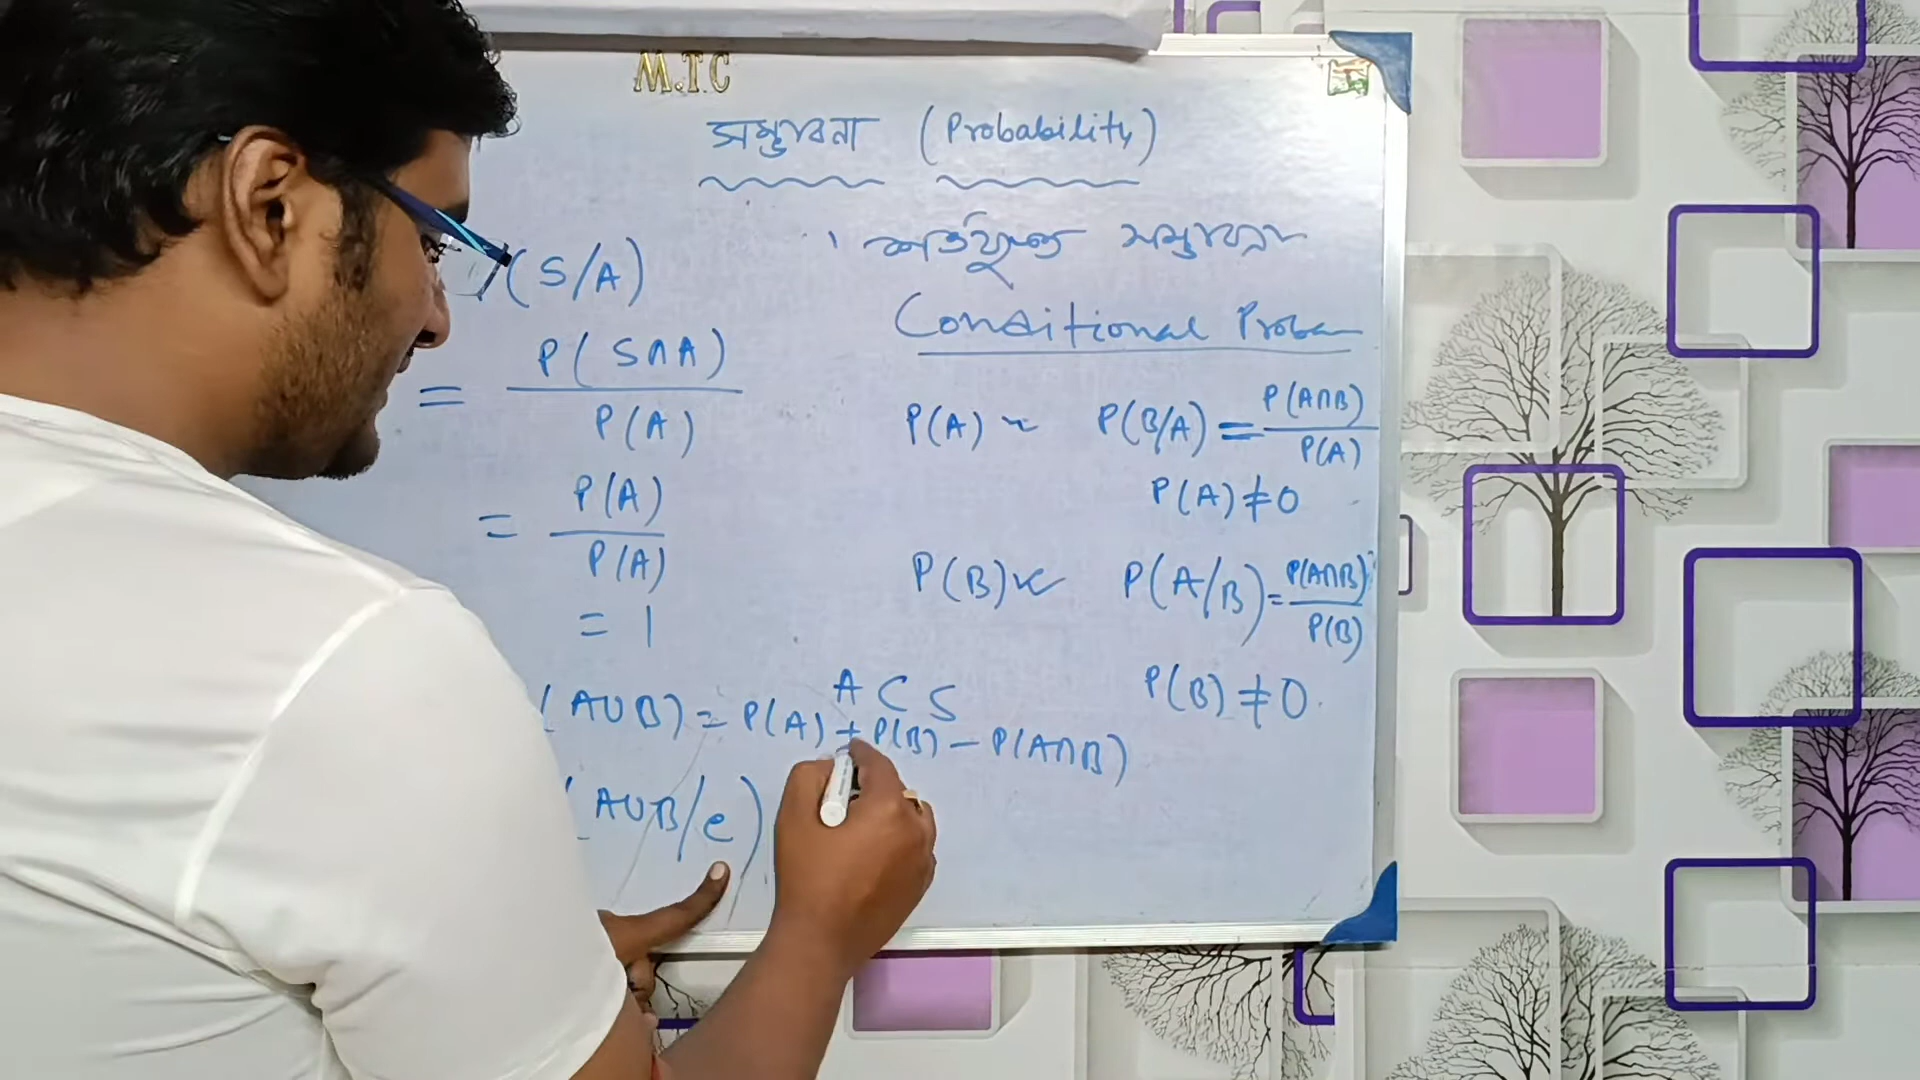 M.T.C
সম্ভাবনা (Probability)
শর্তযুক্ত সম্ভাবনা
Conditional Proba
(S/A)
= P(S∩A) / P(A)
= P(A) / P(A)
= 1
P(A) P(B/A) = P(A∩B) / P(A)
P(A) ≠ 0
P(B) P(A/B) = P(A∩B) / P(B)
P(B) ≠ 0.
A C S
(A∪B) = P(A) + P(B) - P(A∩B)
(A∪B/e)